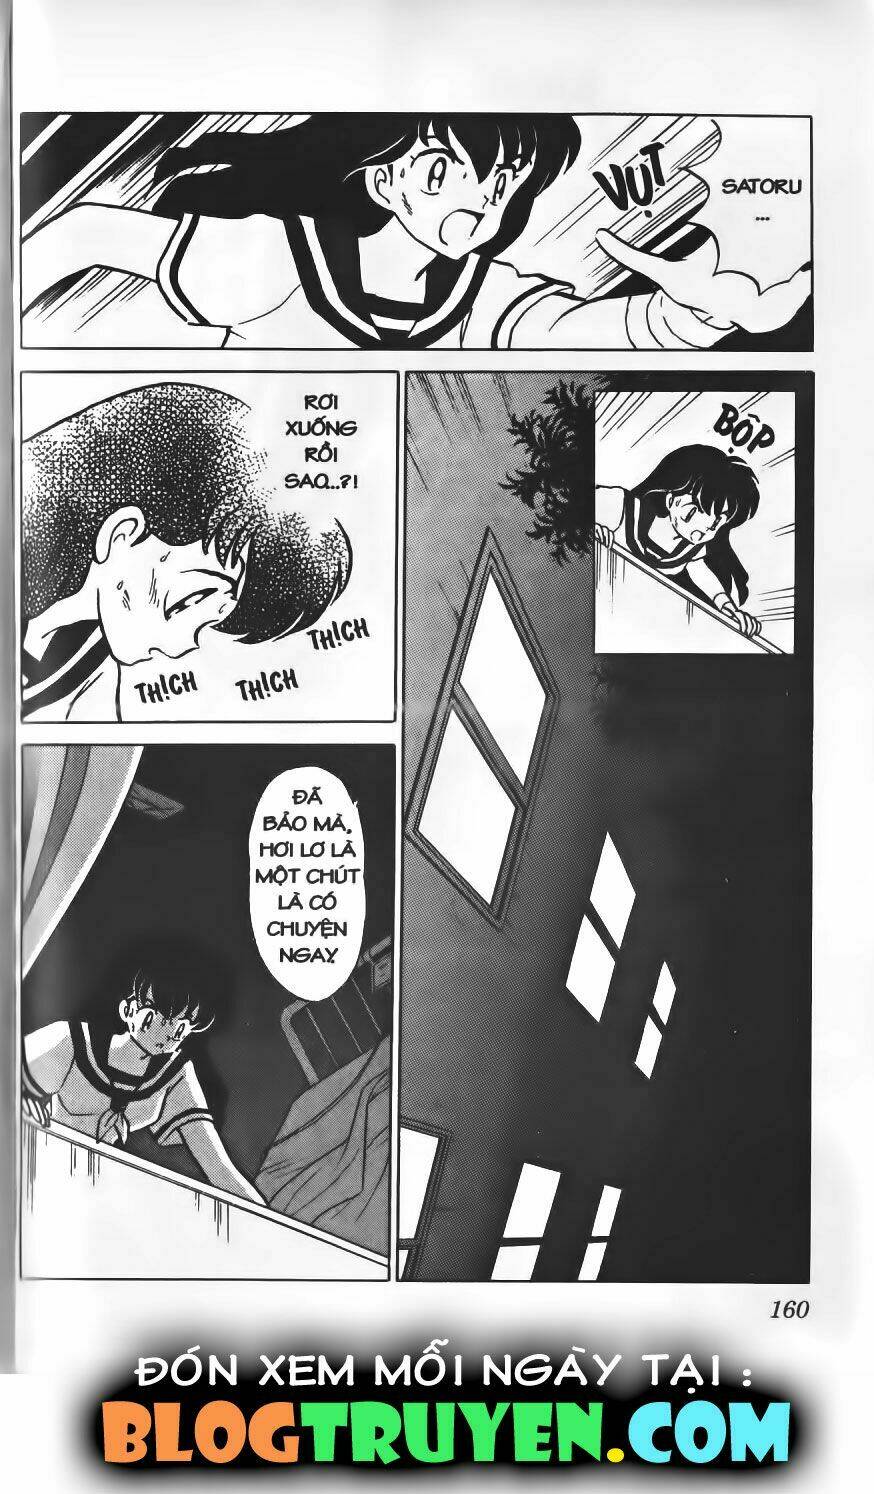 VỤT
SATORU
...
RƠI
XUỐNG
RỒI
SAO...?!
THỊCH
THỊCH
THỊCH
BỘP
ĐÃ
BẢO MÀ,
HƠI LƠ LÀ
MỘT CHÚT
LÀ CÓ
CHUYỆN
NGAY.
160
ĐÓN XEM MỖI NGÀY TẠI :
BLOGTRUYEN.COM